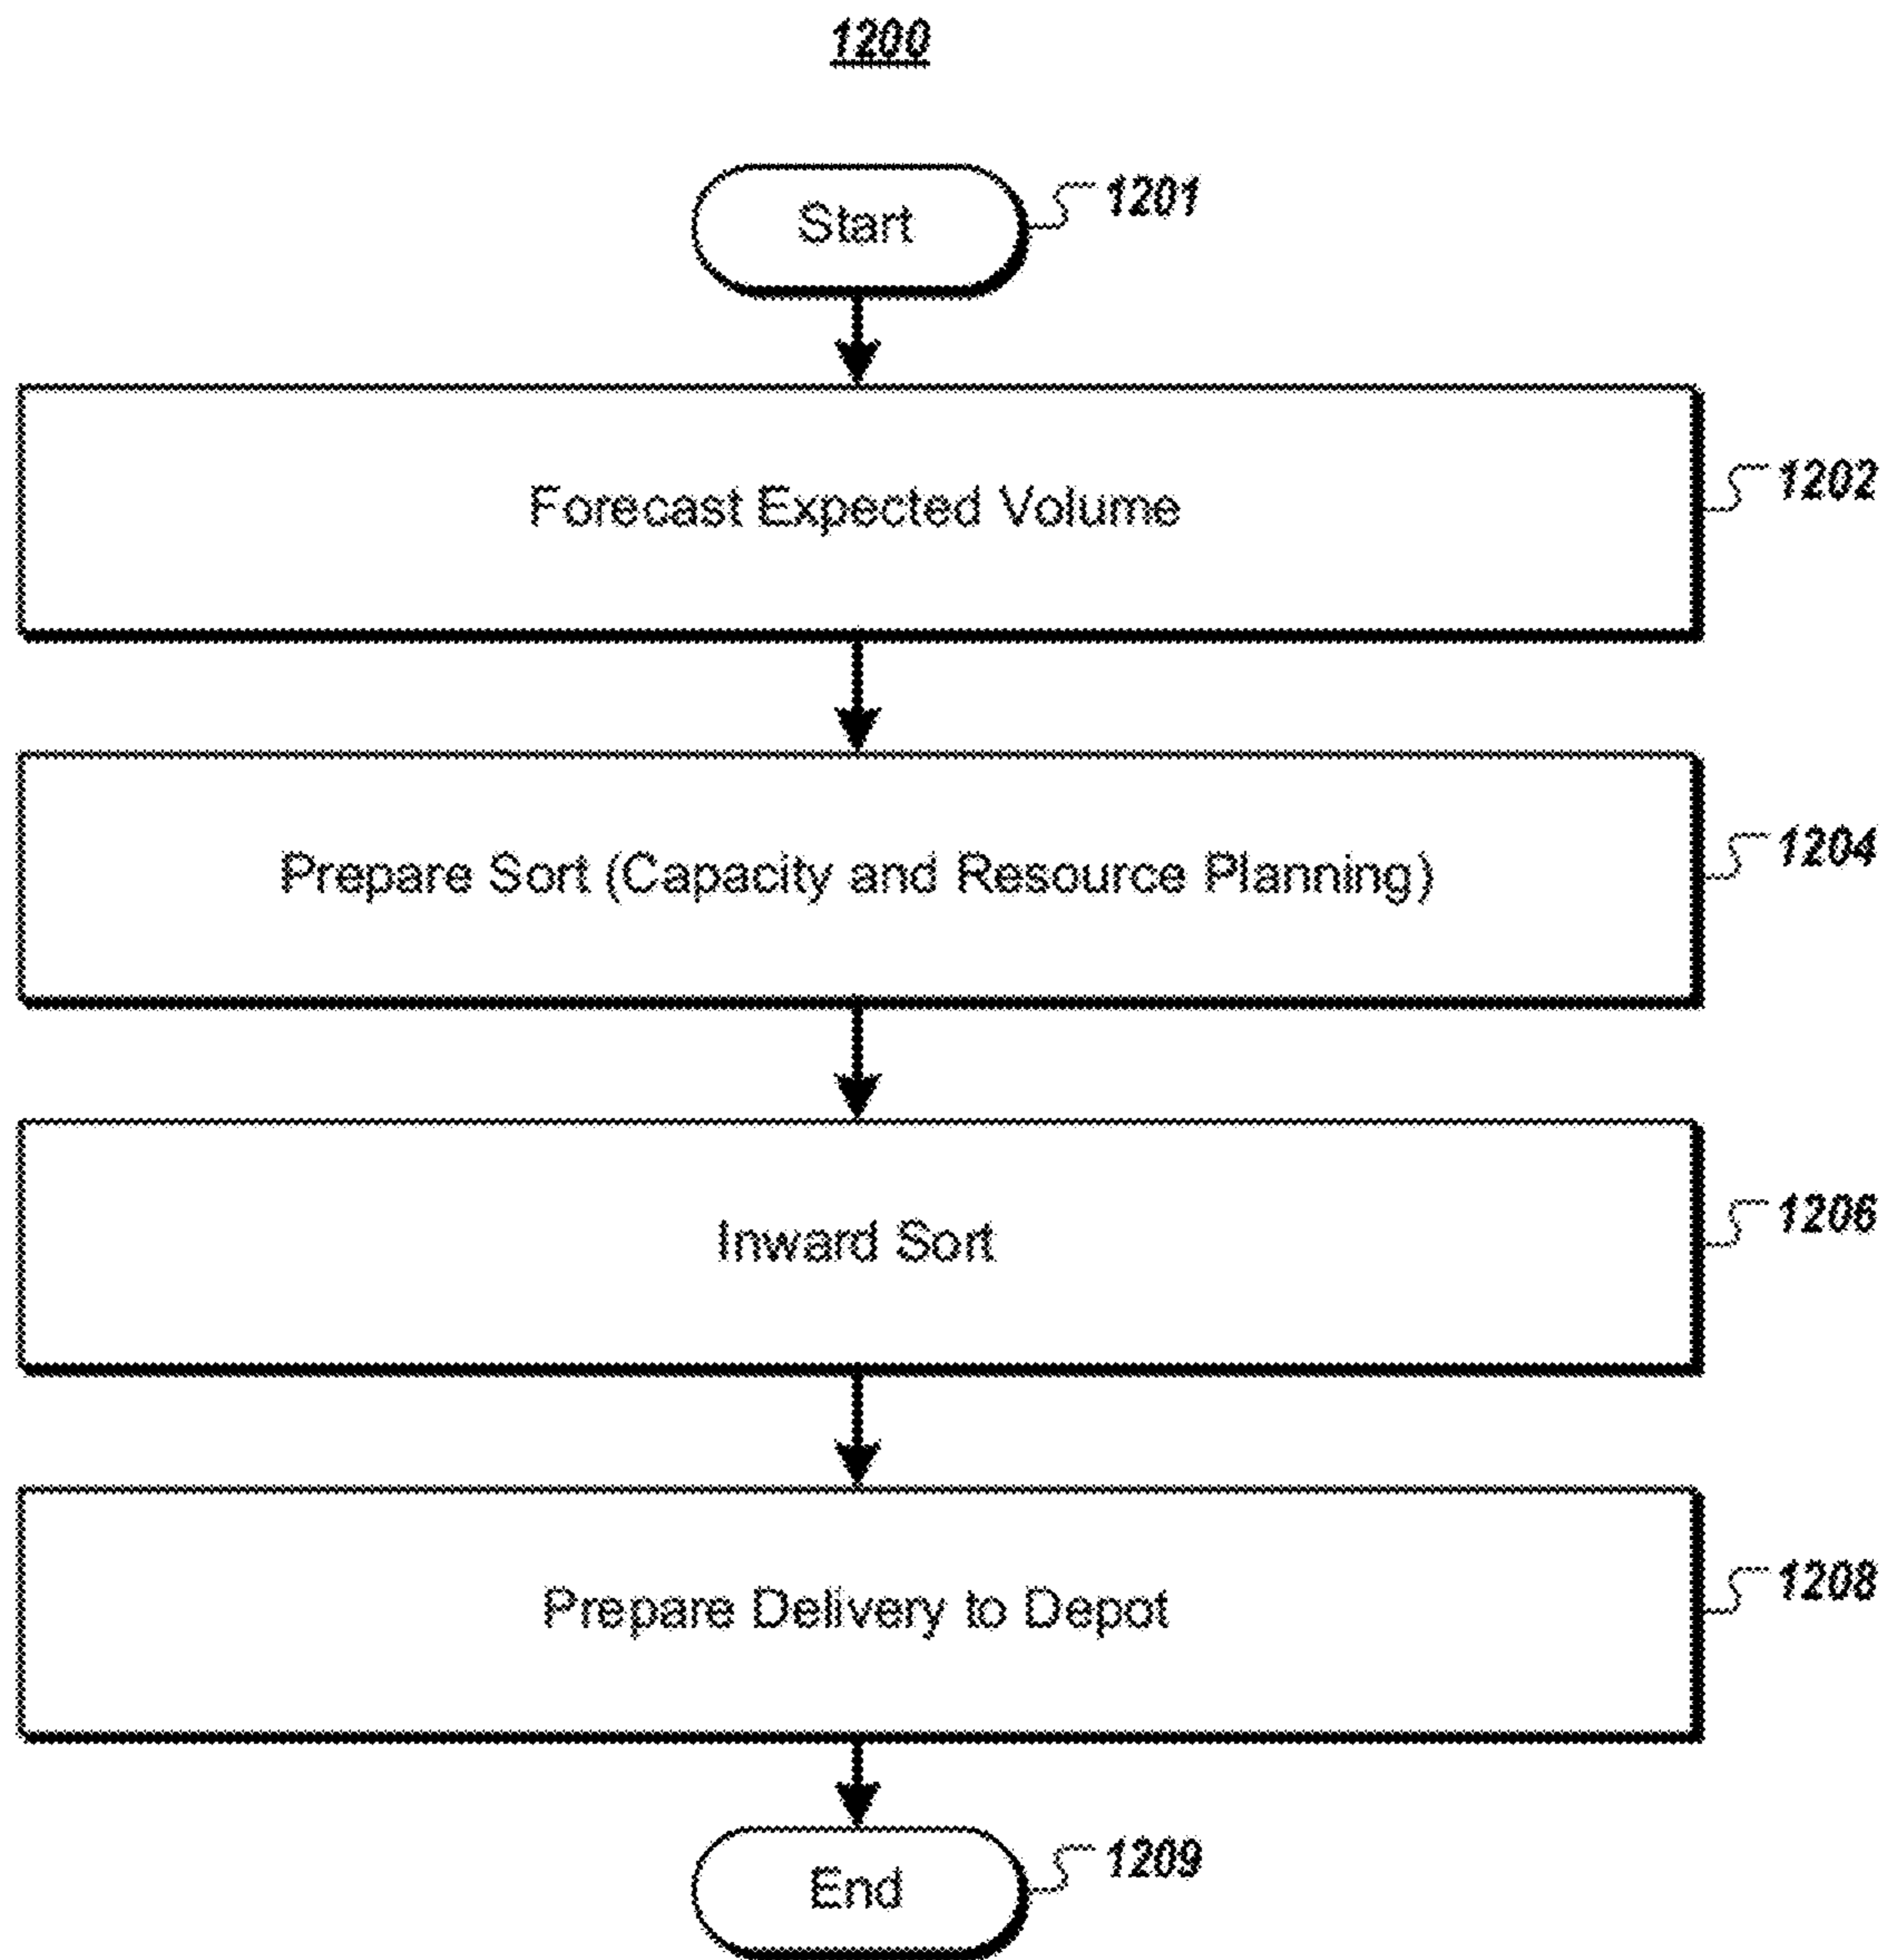 1200
Start
1201
Forecast Expected Volume
1202
Prepare Sort (Capacity and Resource Planning)
1204
Inward Sort
1206
Prepare Delivery to Depot
1208
End
1209